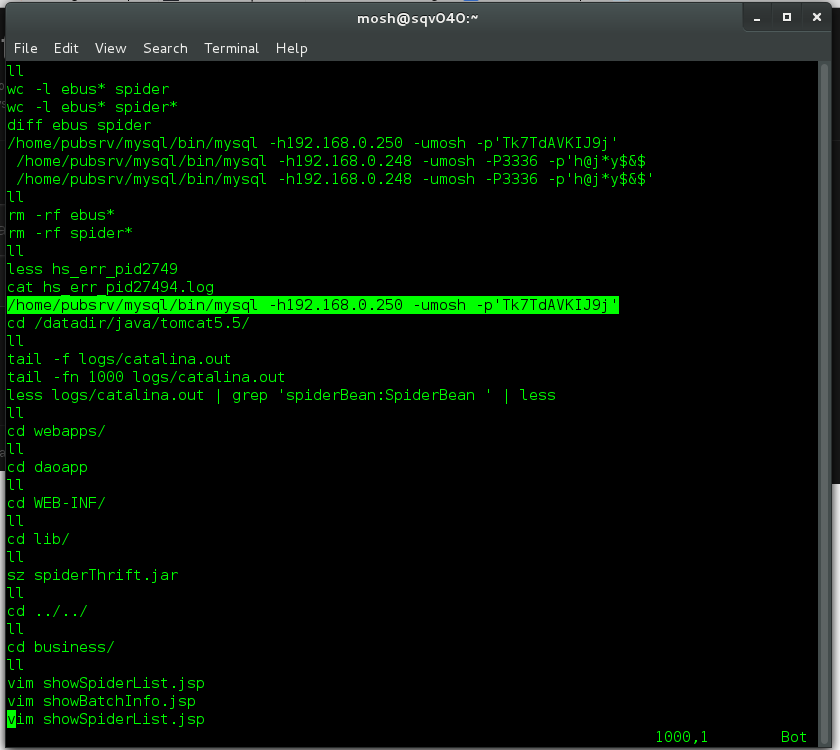 mosh@sqv040:~
File Edit View Search Terminal Help
ll
wc -l ebus* spider
wc -l ebus* spider*
diff ebus spider
/home/pubsrv/mysql/bin/mysql -h192.168.0.250 -umosh -p'Tk7TdAVKIJ9j'
 /home/pubsrv/mysql/bin/mysql -h192.168.0.248 -umosh -P3336 -p'h@j*y$&$
 /home/pubsrv/mysql/bin/mysql -h192.168.0.248 -umosh -P3336 -p'h@j*y$&$'
ll
rm -rf ebus*
rm -rf spider*
ll
less hs_err_pid2749
cat hs_err_pid27494.log
/home/pubsrv/mysql/bin/mysql -h192.168.0.250 -umosh -p'Tk7TdAVKIJ9j'
cd /datadir/java/tomcat5.5/
ll
tail -f logs/catalina.out
tail -fn 1000 logs/catalina.out
less logs/catalina.out | grep 'spiderBean:SpiderBean ' | less
ll
cd webapps/
ll
cd daoapp
ll
cd WEB-INF/
ll
cd lib/
ll
sz spiderThrift.jar
ll
cd ../../
ll
cd business/
ll
vim showSpiderList.jsp
vim showBatchInfo.jsp
vim showSpiderList.jsp
1000,1 Bot